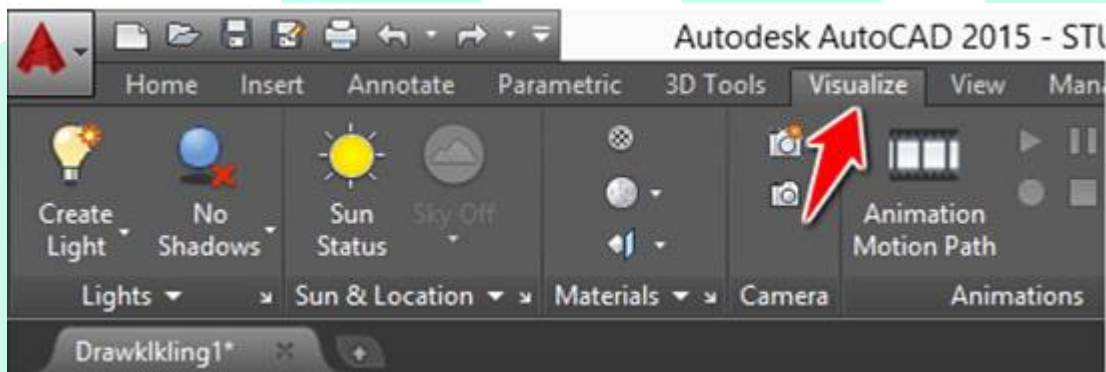 Autodesk AutoCAD 2015 - STU
Home Insert Annotate Parametric 3D Tools Visualize View Mana
Create Light
No Shadows
Sun Status
Sky Off
Animation Motion Path
Lights Sun & Location Materials Camera Animations
Drawklkling1*